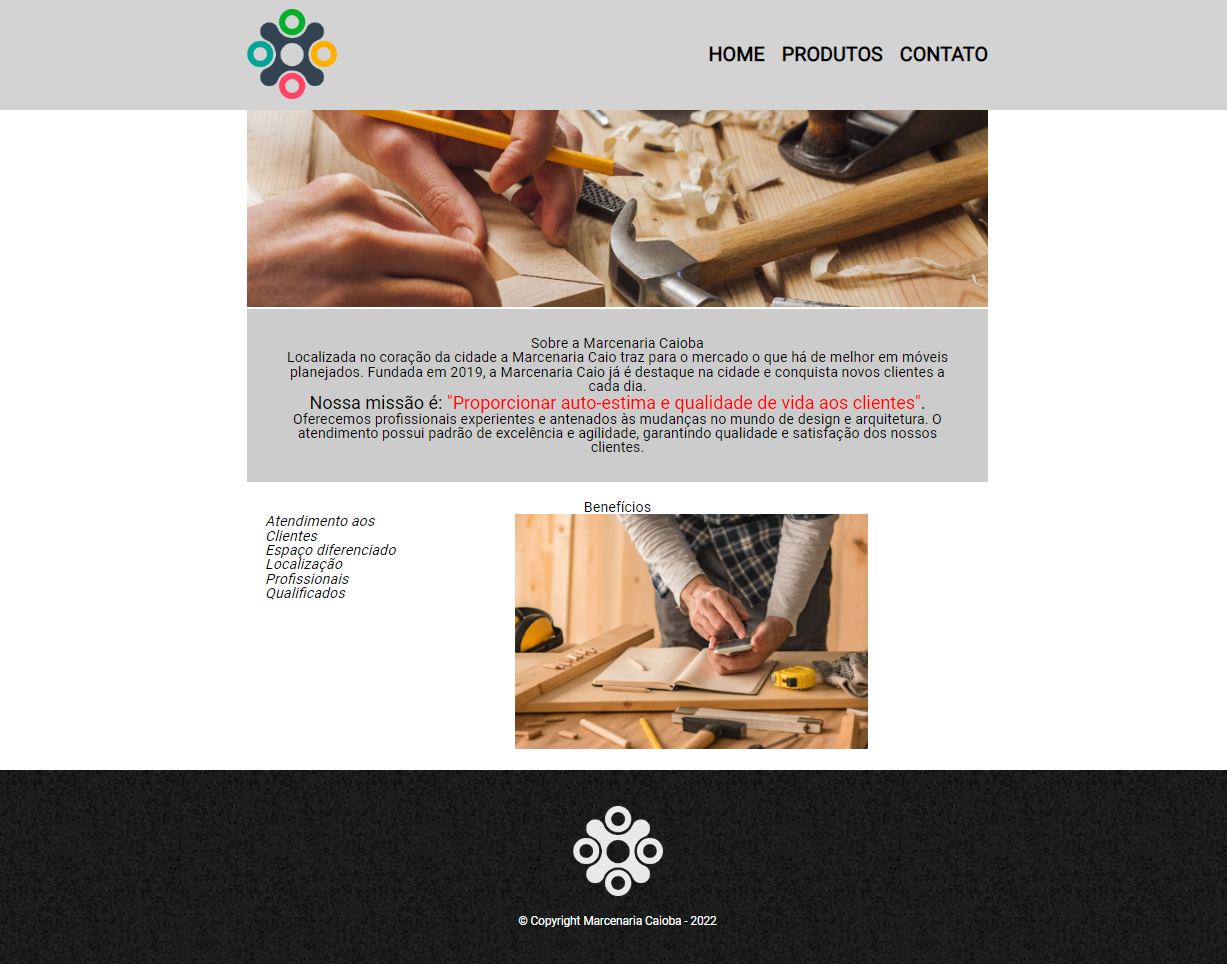 HOME PRODUTOS CONTATO
Sobre a Marcenaria Caioba
Localizada no coração da cidade a Marcenaria Caio traz para o mercado o que há de melhor em móveis
planejados. Fundada em 2019, a Marcenaria Caio já é destaque na cidade e conquista novos clientes a
cada dia.
Nossa missão é: "Proporcionar auto-estima e qualidade de vida aos clientes".
Oferecemos profissionais experientes e antenados às mudanças no mundo de design e arquitetura. O
atendimento possui padrão de excelência e agilidade, garantindo qualidade e satisfação dos nossos
clientes.
Benefícios
Atendimento aos
Clientes
Espaço diferenciado
Localização
Profissionais
Qualificados
© Copyright Marcenaria Caioba - 2022